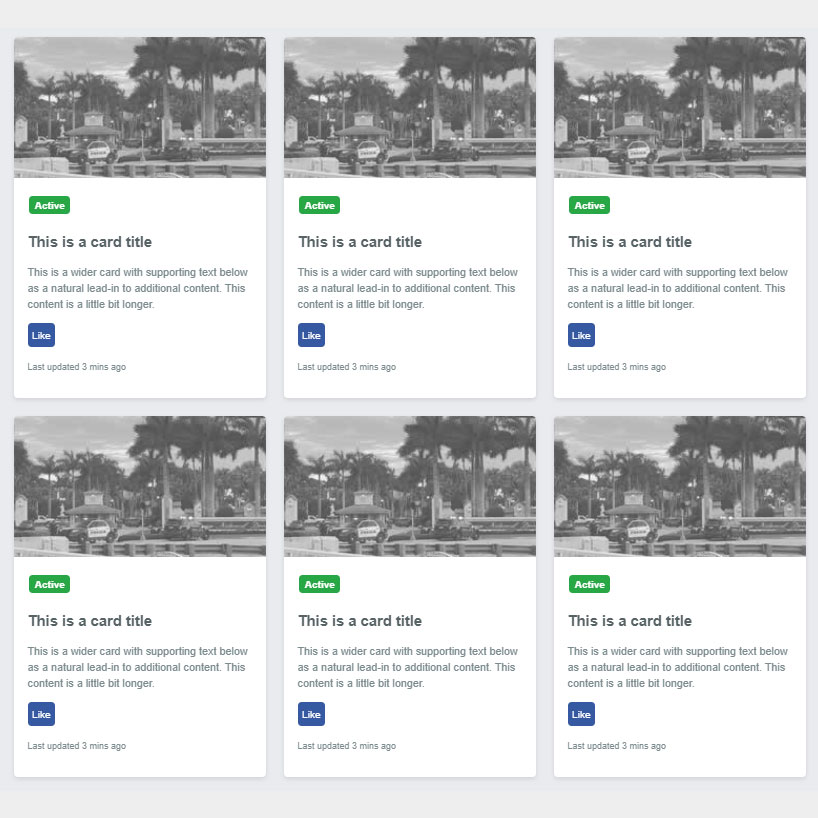 Active
This is a card title
This is a wider card with supporting text below
as a natural lead-in to additional content. This
content is a little bit longer.
Like
Last updated 3 mins ago
Active
This is a card title
This is a wider card with supporting text below
as a natural lead-in to additional content. This
content is a little bit longer.
Like
Last updated 3 mins ago
Active
This is a card title
This is a wider card with supporting text below
as a natural lead-in to additional content. This
content is a little bit longer.
Like
Last updated 3 mins ago
Active
This is a card title
This is a wider card with supporting text below
as a natural lead-in to additional content. This
content is a little bit longer.
Like
Last updated 3 mins ago
Active
This is a card title
This is a wider card with supporting text below
as a natural lead-in to additional content. This
content is a little bit longer.
Like
Last updated 3 mins ago
Active
This is a card title
This is a wider card with supporting text below
as a natural lead-in to additional content. This
content is a little bit longer.
Like
Last updated 3 mins ago